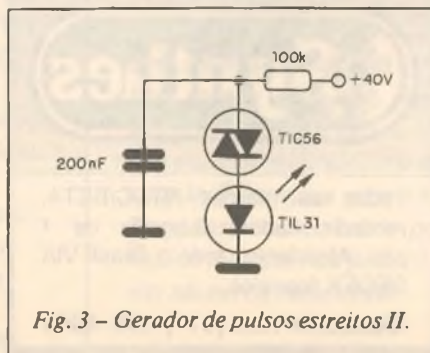 100k
+40V
TIC56
200nF
TIL31
Fig. 3 – Gerador de pulsos estreitos II.